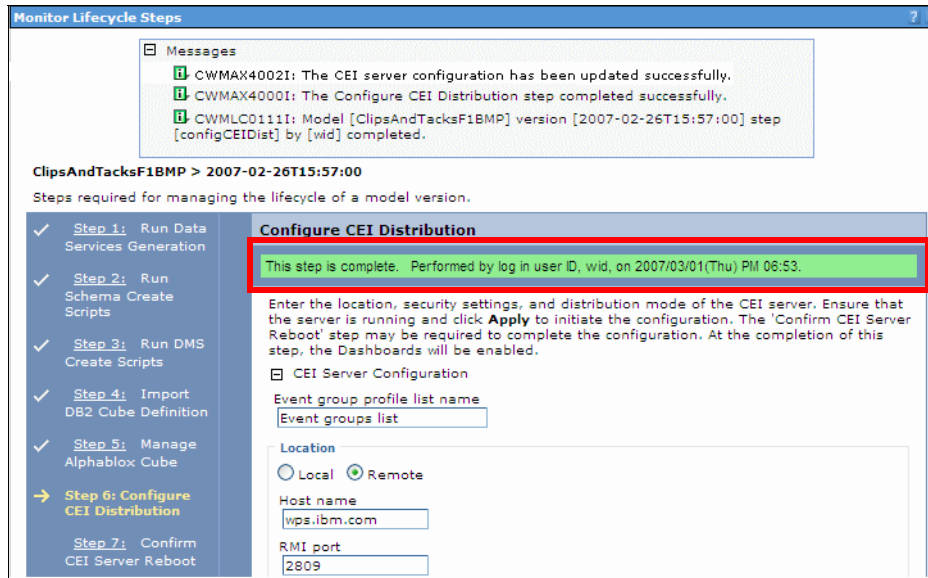 Monitor Lifecycle Steps ?
Messages
CWMAX4002I: The CEI server configuration has been updated successfully.
CWMAX4000I: The Configure CEI Distribution step completed successfully.
CWMLC0111I: Model [ClipsAndTacksF1BMP] version [2007-02-26T15:57:00] step
[configCEIDist] by [wid] completed.
ClipsAndTacksF1BMP > 2007-02-26T15:57:00
Steps required for managing the lifecycle of a model version.
Step 1: Run Data
Services Generation
Step 2: Run
Schema Create
Scripts
Step 3: Run DMS
Create Scripts
Step 4: Import
DB2 Cube Definition
Step 5: Manage
Alphablox Cube
Step 6: Configure
CEI Distribution
Step 7: Confirm
CEI Server Reboot
Configure CEI Distribution
This step is complete. Performed by log in user ID, wid, on 2007/03/01(Thu) PM 06:53.
Enter the location, security settings, and distribution mode of the CEI server. Ensure that
the server is running and click Apply to initiate the configuration. The 'Confirm CEI Server
Reboot' step may be required to complete the configuration. At the completion of this
step, the Dashboards will be enabled.
CEI Server Configuration
Event group profile list name
Event groups list
Location
Local Remote
Host name
wps.ibm.com
RMI port
2809